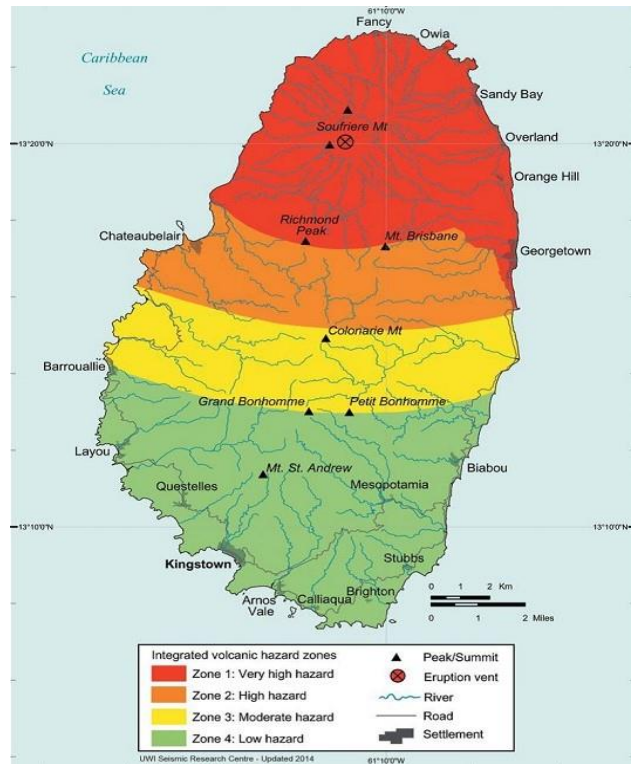 61°10'0"W
Fancy
Owia
Caribbean
Sea
Sandy Bay
Soufriere Mt
Overland
13°20'0"N
13°20'0"N
Orange Hill
Richmond
Peak
Mt. Brisbane
Chateaubelair
Georgetown
Colonarie Mt
Barrouallie
Grand Bonhomme
Petit Bonhomme
Layou
Mt. St. Andrew
Biabou
Questelles
Mesopotamia
13°10'0"N
13°10'0"N
Kingstown
Stubbs
Brighton
Arnos
Vale
Calliaqua
0 1 2 Km
0 1 2 Miles
Integrated volcanic hazard zones
Zone 1: Very high hazard
Zone 2: High hazard
Zone 3: Moderate hazard
Zone 4: Low hazard
Peak/Summit
Eruption vent
River
Road
Settlement
UWI Seismic Research Centre - Updated 2014
61°10'0"W